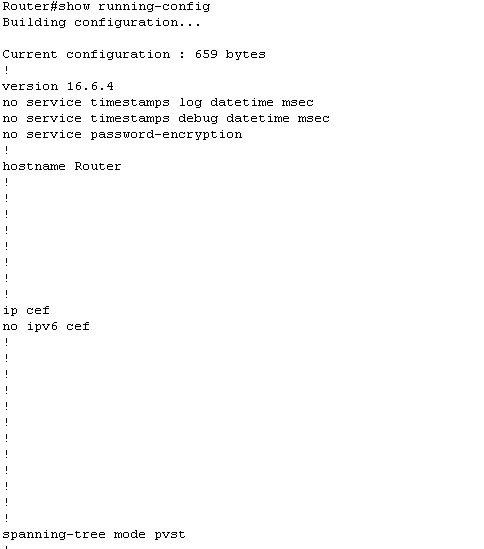 Router#show running-config
Building configuration...
Current configuration : 659 bytes
!
version 16.6.4
no service timestamps log datetime msec
no service timestamps debug datetime msec
no service password-encryption
!
hostname Router
!
!
!
!
!
!
!
!
ip cef
no ipv6 cef
!
!
!
!
!
!
!
!
!
!
!
!
spanning-tree mode pvst
!